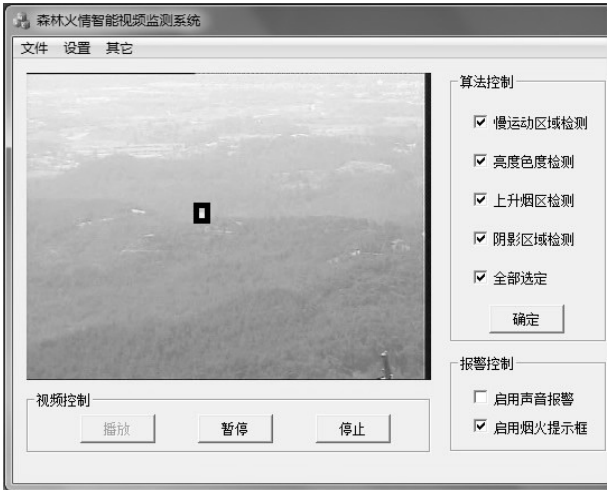 森林火情智能视频监测系统
文件 设置 其它
算法控制
慢运动区域检测
亮度色度检测
上升烟区检测
阴影区域检测
全部选定
确定
报警控制
启用声音报警
启用烟火提示框
视频控制
播放 暂停 停止